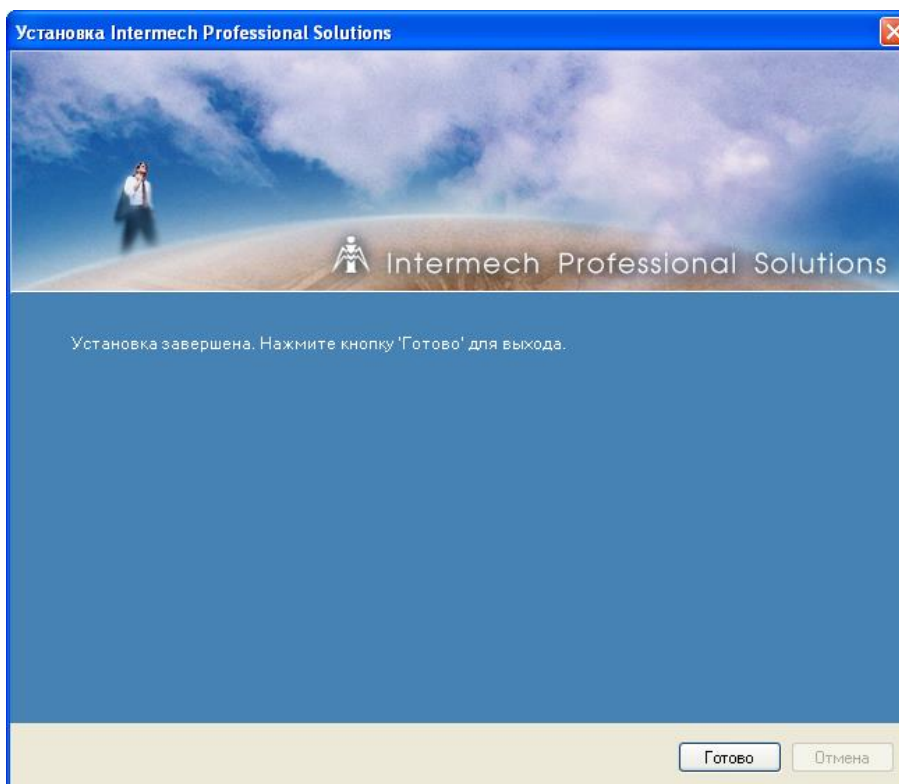 Установка Intermech Professional Solutions
Intermech Professional Solutions
Установка завершена. Нажмите кнопку 'Готово' для выхода.
Готово
Отмена